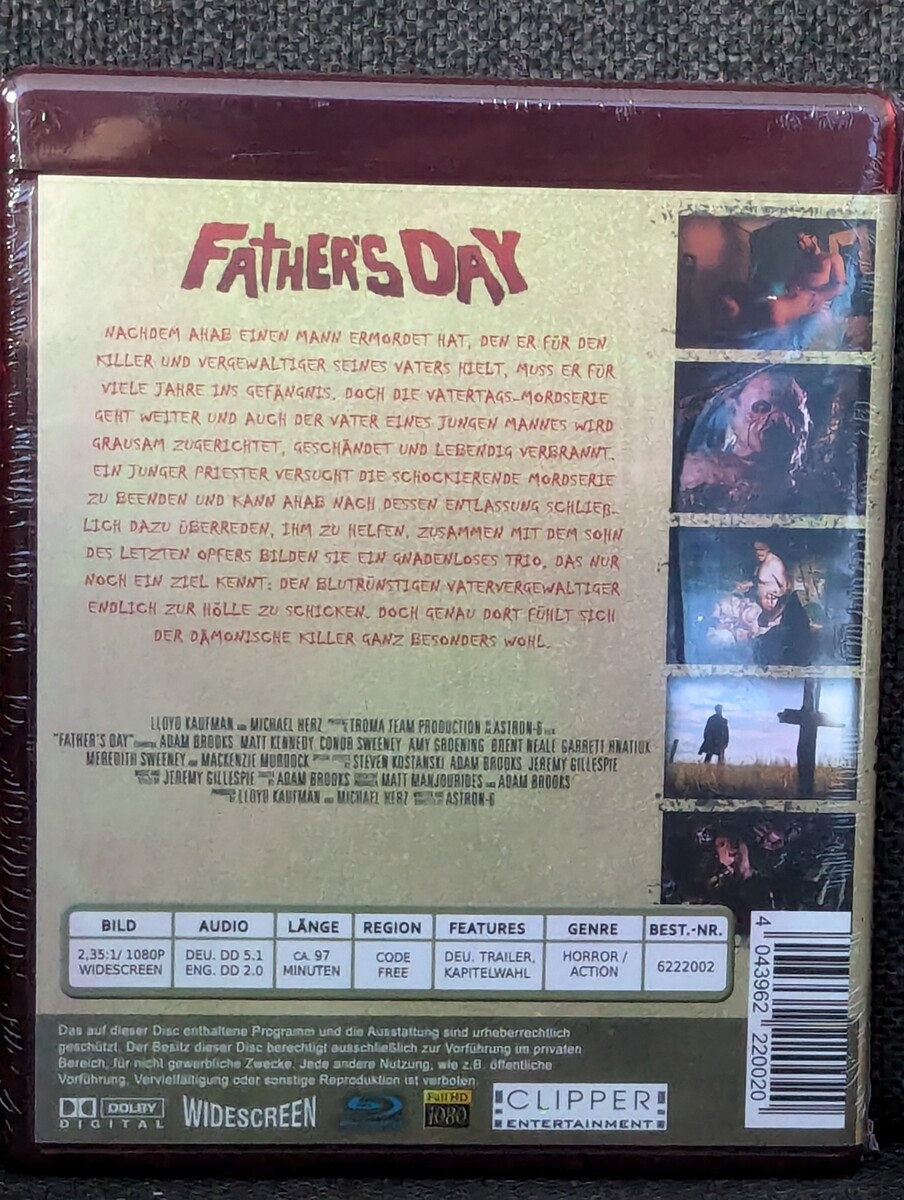 FATHER'S DAY
NACHDEM AHAB EINEN MANN ERMORDET HAT, DEN ER FÜR DEN
KILLER UND VERGEWALTIGER SEINES VATERS HIELT, MUSS ER FÜR
VIELE JAHRE INS GEFÄNGNIS. DOCH DIE VATERTAGS-MORDSERIE
GEHT WEITER UND AUCH DER VATER EINES JUNGEN MANNES WIRD
GRAUSAM ZUGERICHTET, GESCHÄNDET UND LEBENDIG VERBRANNT.
EIN JUNGER PRIESTER VERSUCHT DIE SCHOCKIERENDE MORDSERIE
ZU BEENDEN UND KANN AHAB NACH DESSEN ENTLASSUNG SCHLIEß-
LICH DAZU ÜBERREDEN, IHM ZU HELFEN, ZUSAMMEN MIT DEM SOHN
DES LETZTEN OPFERS BILDEN SIE EIN GNADENLOSES TRIO, DAS NUR
NOCH EIN ZIEL KENNT: DEN BLUTRÜNSTIGEN VATERVERGEWALTIGER
ENDLICH ZUR HÖLLE ZU SCHICKEN. DOCH GENAU DORT FÜHLT SICH
DER DÄMONISCHE KILLER GANZ BESONDERS WOHL.
LLOYD KAUFMAN MICHAEL HERZ TROMA TEAM PRODUCTION ASTRON-6
"FATHER'S DAY" ADAM BROOKS MATT KENNEDY CONOR SWEENEY AMY GROENING BRENT NEALE GARRETT HNATIUK
MEREDITH SWEENEY MACKENZIE MURDOCK STEVEN KOSTANSKI ADAM BROOKS JEREMY GILLESPIE
JEREMY GILLESPIE ADAM BROOKS MATT MANJOURIDES ADAM BROOKS
LLOYD KAUFMAN MICHAEL HERZ ASTRON-6
BILD AUDIO LÄNGE REGION FEATURES GENRE BEST.-NR.
2,35:1/ 1080P DEU. DD 5.1 CA. 97 CODE DEU. TRAILER, HORROR / 6222002
WIDESCREEN ENG. DD 2.0 MINUTEN FREE KAPITELWAHL ACTION
4 043962 220020
Das auf dieser Disc enthaltene Programm und die Ausstattung sind urheberrechtlich
geschützt. Der Besitz dieser Disc berechtigt ausschließlich zur Vorführung im privaten
Bereich, für nicht gewerbliche Zwecke. Jede andere Nutzung, wie z.B. öffentliche
Vorführung, Vervielfältigung oder sonstige Reproduktion ist verboten.
DOLBY
DIGITAL
WIDESCREEN
Full HD
1080
CLIPPER
ENTERTAINMENT